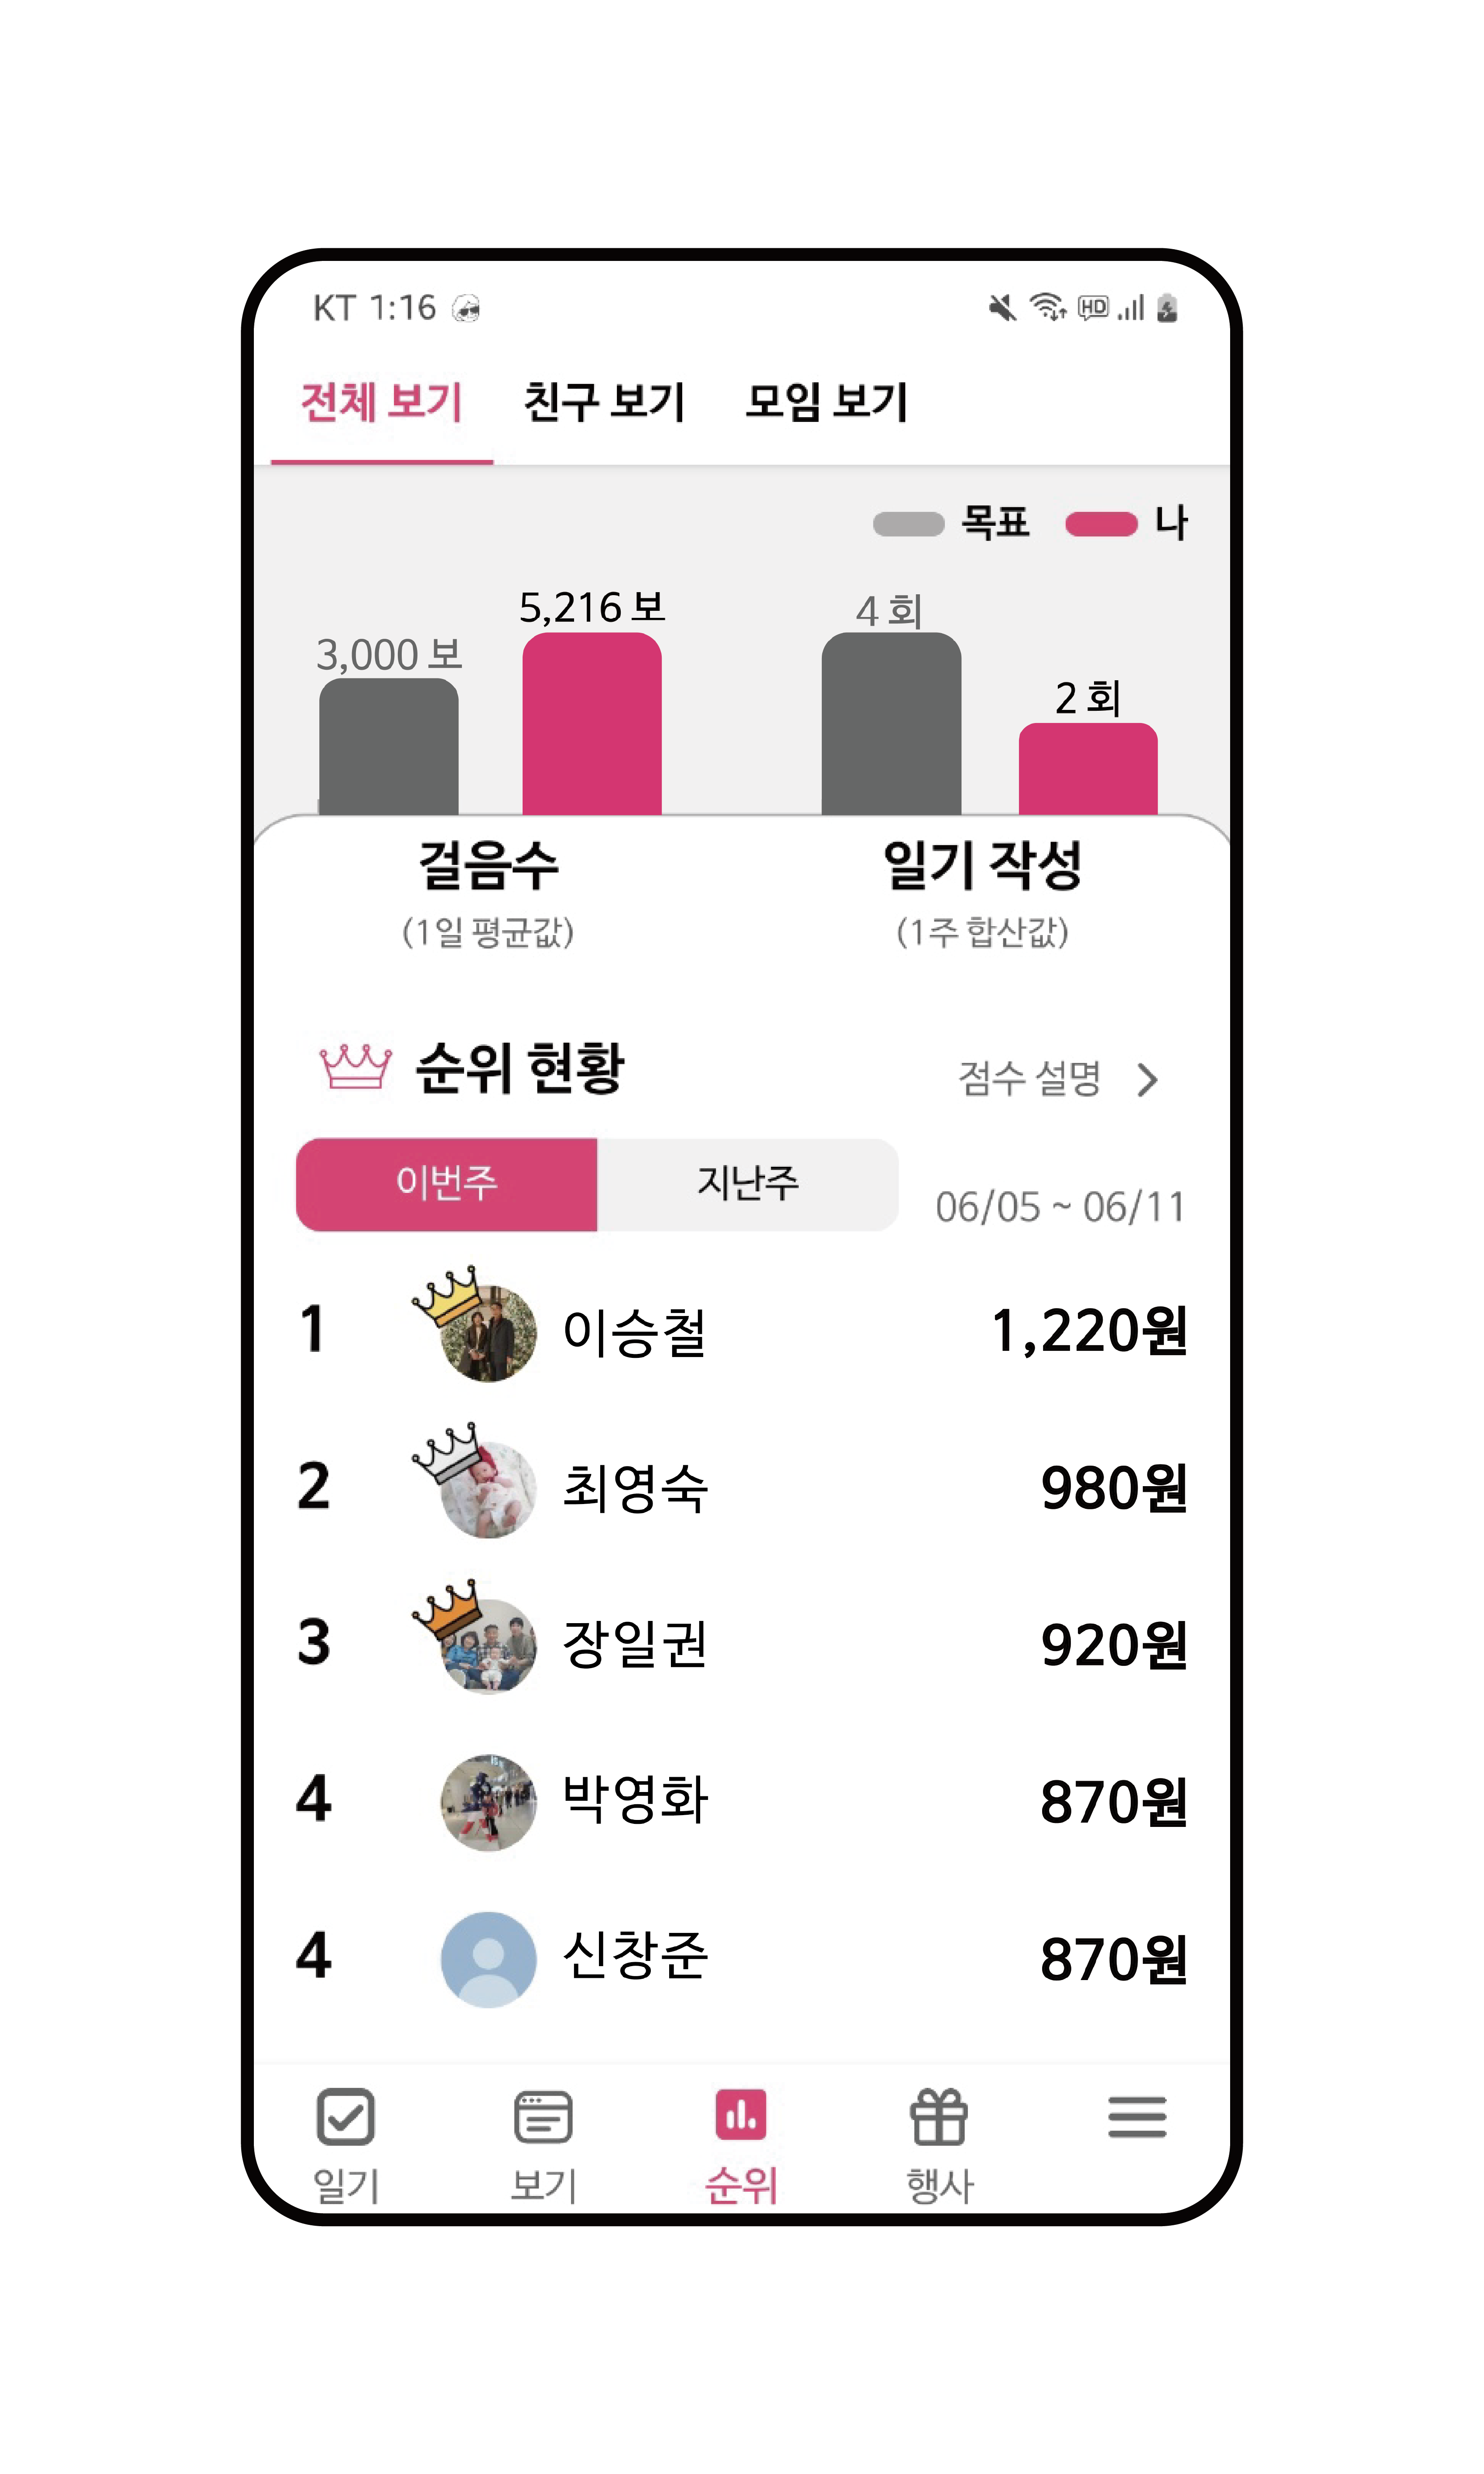 KT 1:16
HD
전체 보기 친구 보기 모임 보기
목표 나
3,000 보 5,216 보 4 회 2 회
걸음수 일기 작성
(1일 평균값) (1주 합산값)
순위 현황 점수 설명
이번주 지난주 06/05 ~ 06/11
1 이승철 1,220원
2 최영숙 980원
3 장일권 920원
4 박영화 870원
4 신창준 870원
일기 보기 순위 행사